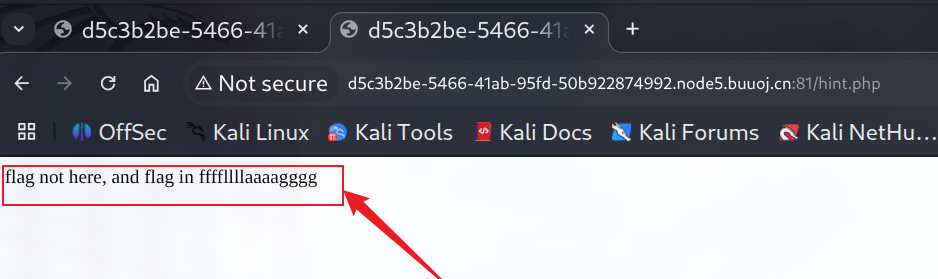 d5c3b2be-5466-41a
d5c3b2be-5466-41a
Not secure
d5c3b2be-5466-41ab-95fd-50b922874992.node5.buuoj.cn:81/hint.php
OffSec
Kali Linux
Kali Tools
Kali Docs
Kali Forums
Kali NetHu...
flag not here, and flag in ffffllllaaaagggg